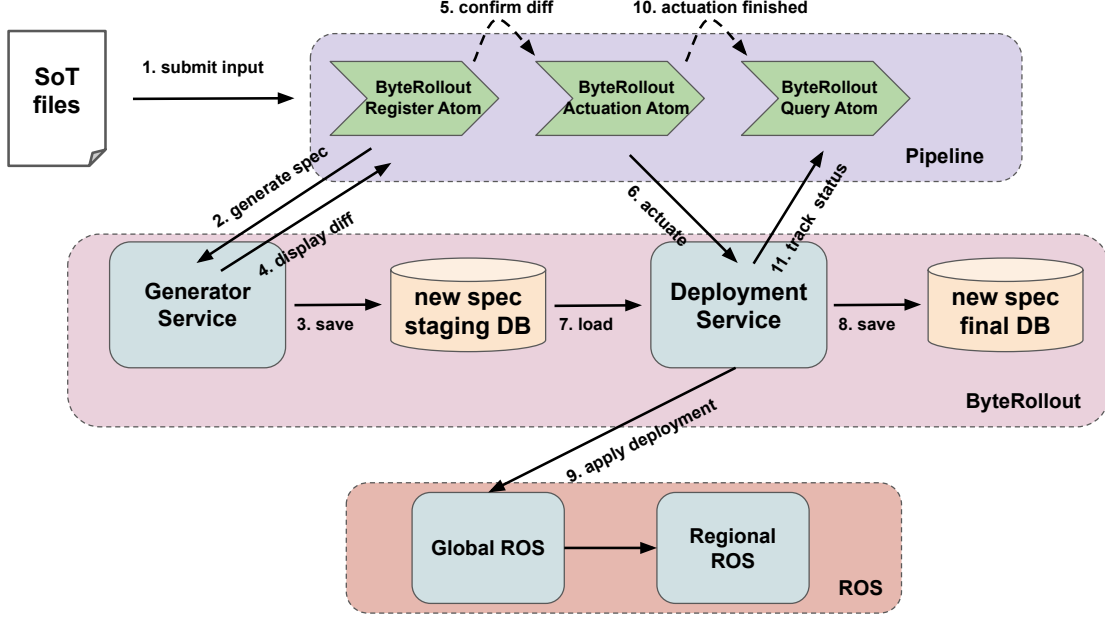 5. confirm diff
10. actuation finished
SoT
files
1. submit input
ByteRollout
Register Atom
ByteRollout
Actuation Atom
ByteRollout
Query Atom
Pipeline
2. generate spec
4. display diff
6. actuate
11. track status
Generator
Service
3. save
new spec
staging DB
7. load
Deployment
Service
8. save
new spec
final DB
ByteRollout
9. apply deployment
Global ROS
Regional
ROS
ROS